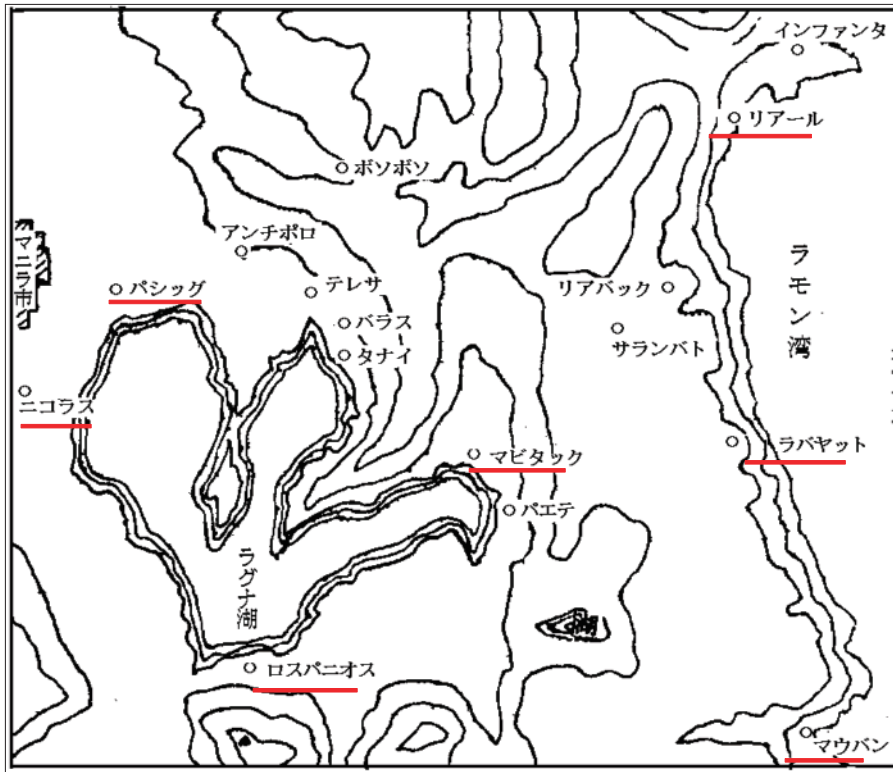 インファンタ
リアール
ボソボソ
アンチポロ
マニラ市
ラモン湾
パシッグ
テレサ
リアバック
バラス
サランバト
タナイ
ニコラス
マビタック
ラバヤット
パエテ
ラグナ湖
湖
ロスパニオス
マウバン